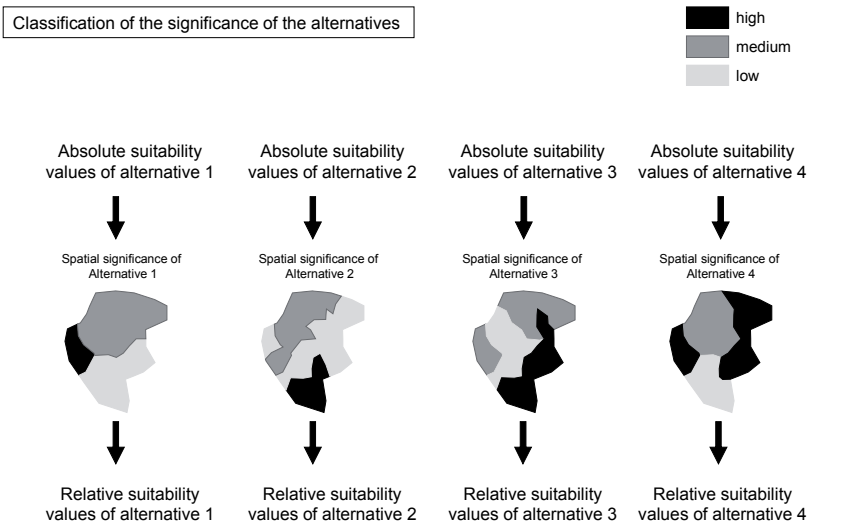 Classification of the significance of the alternatives
high
medium
low
Absolute suitability
values of alternative 1
Absolute suitability
values of alternative 2
Absolute suitability
values of alternative 3
Absolute suitability
values of alternative 4
Spatial significance of
Alternative 1
Spatial significance of
Alternative 2
Spatial significance of
Alternative 3
Spatial significance of
Alternative 4
Relative suitability
values of alternative 1
Relative suitability
values of alternative 2
Relative suitability
values of alternative 3
Relative suitability
values of alternative 4